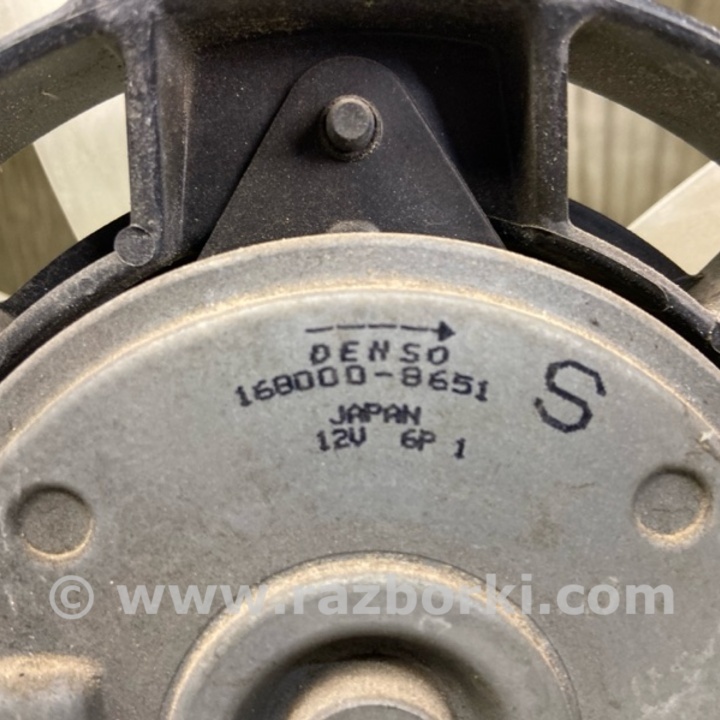 DENSO
168000-8651
S
JAPAN
12V 6P 1
© www.razborki.com